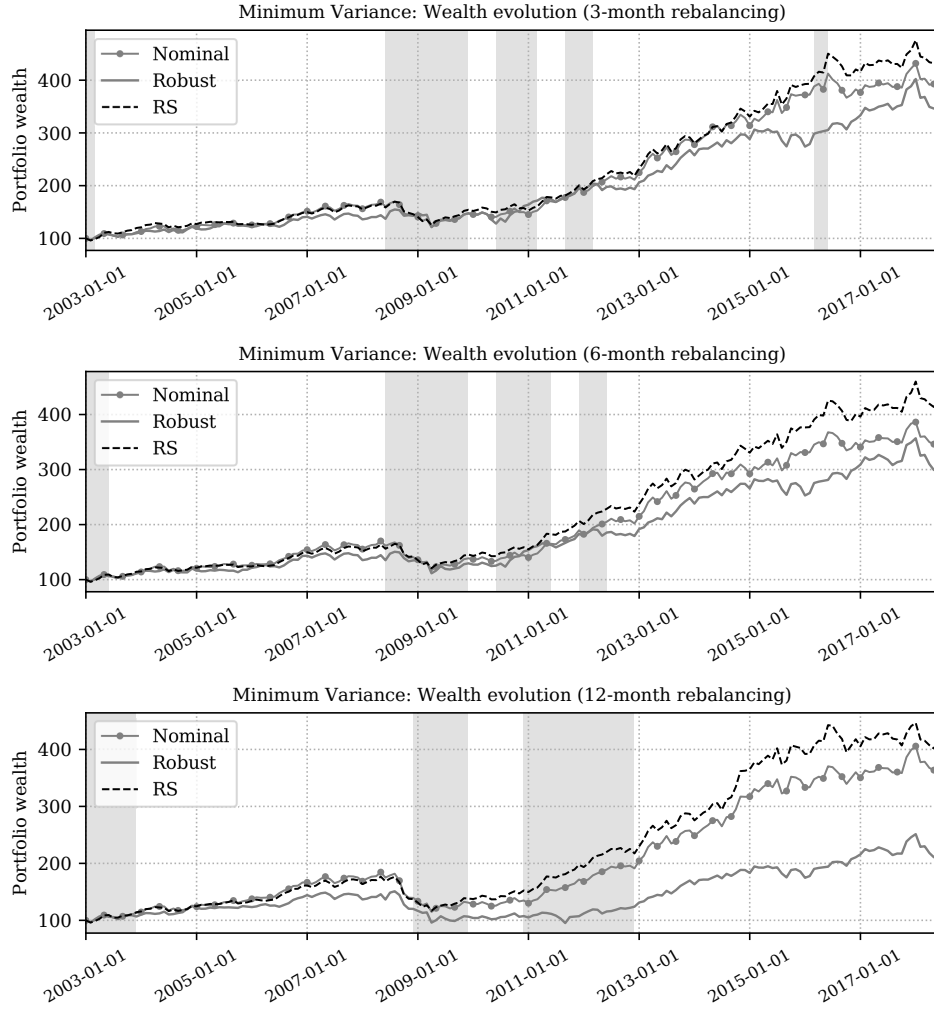 Minimum Variance: Wealth evolution (3-month rebalancing)
Portfolio wealth
400
300
200
100
Nominal
Robust
RS
2003-01-01
2005-01-01
2007-01-01
2009-01-01
2011-01-01
2013-01-01
2015-01-01
2017-01-01
Minimum Variance: Wealth evolution (6-month rebalancing)
Portfolio wealth
400
300
200
100
Nominal
Robust
RS
2003-01-01
2005-01-01
2007-01-01
2009-01-01
2011-01-01
2013-01-01
2015-01-01
2017-01-01
Minimum Variance: Wealth evolution (12-month rebalancing)
Portfolio wealth
400
300
200
100
Nominal
Robust
RS
2003-01-01
2005-01-01
2007-01-01
2009-01-01
2011-01-01
2013-01-01
2015-01-01
2017-01-01